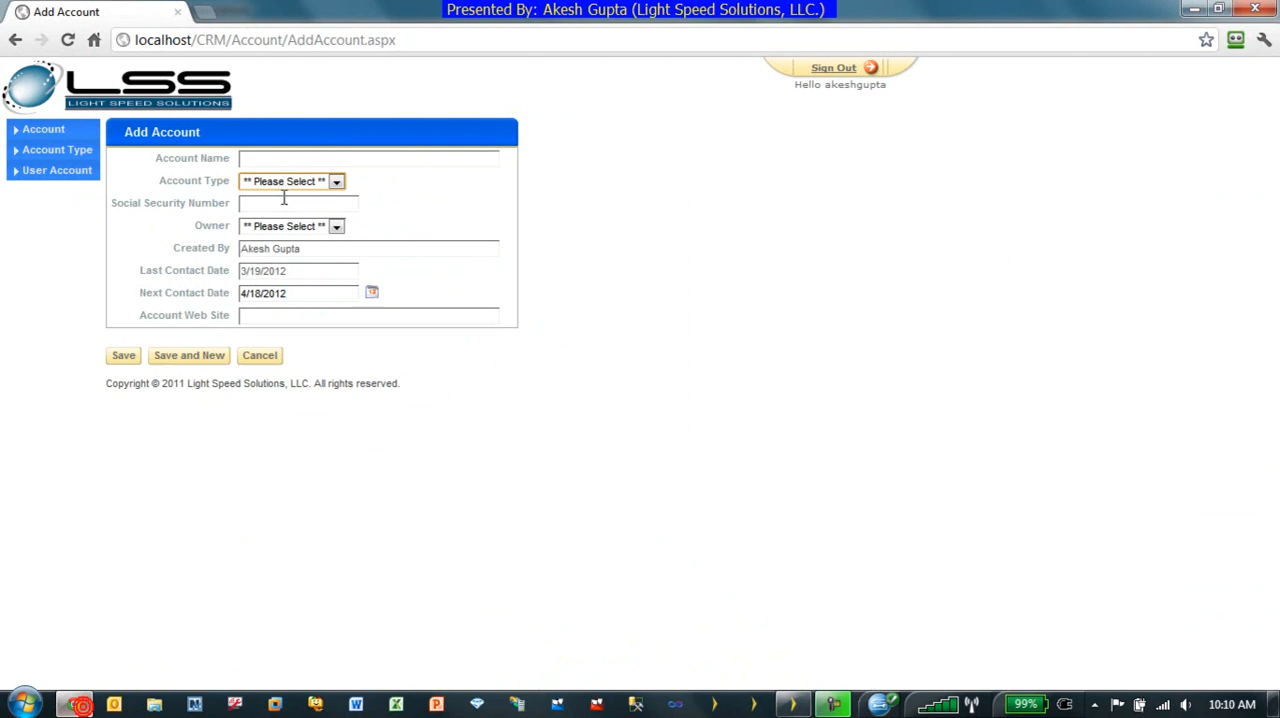 Add Account
Presented By: Akesh Gupta (Light Speed Solutions, LLC.)
localhost/CRM/Account/AddAccount.aspx
LSS
LIGHT SPEED SOLUTIONS
Sign Out
Hello akeshgupta
Account
Account Type
User Account
Add Account
Account Name
Account Type ** Please Select **
Social Security Number
Owner ** Please Select **
Created By Akesh Gupta
Last Contact Date 3/19/2012
Next Contact Date 4/18/2012
Account Web Site
Save Save and New Cancel
Copyright © 2011 Light Speed Solutions, LLC. All rights reserved.
99%
10:10 AM